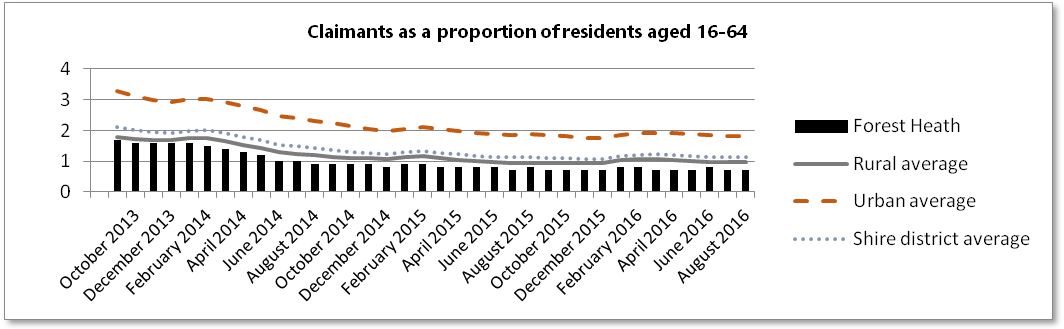 Claimants as a proportion of residents aged 16-64
4
3
2
1
0
October 2013
December 2013
February 2014
April 2014
June 2014
August 2014
October 2014
December 2014
February 2015
April 2015
June 2015
August 2015
October 2015
December 2015
February 2016
April 2016
June 2016
August 2016
Forest Heath
Rural average
Urban average
Shire district average